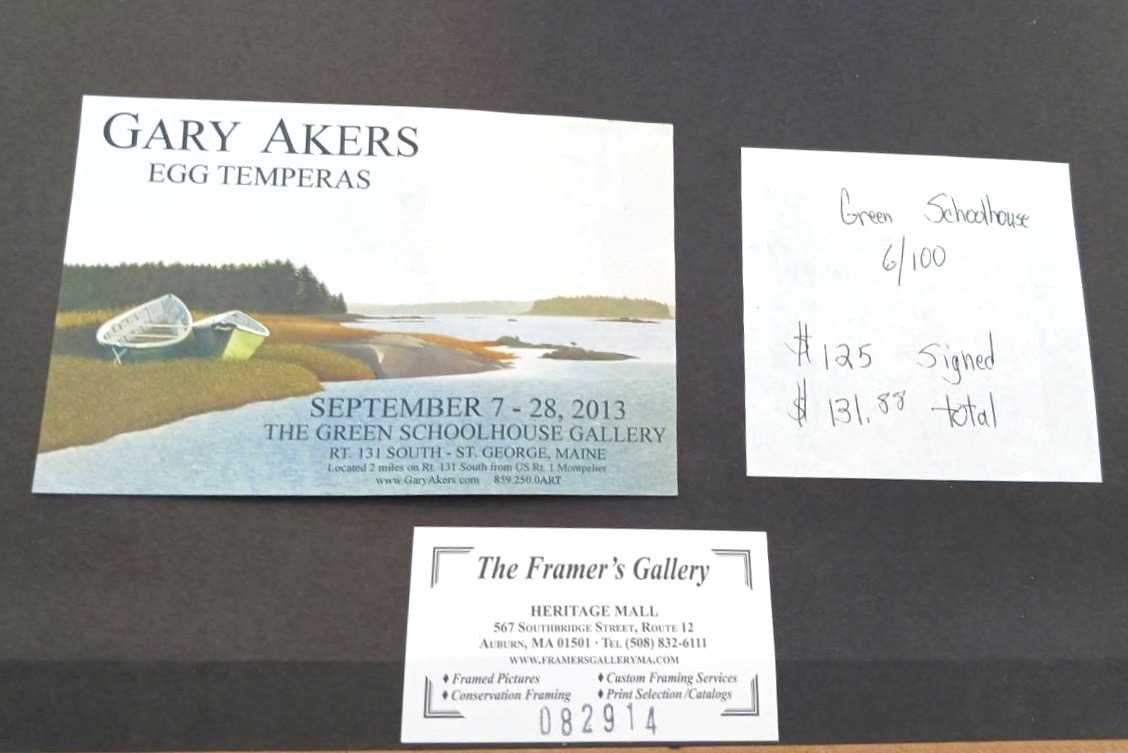 GARY AKERS
EGG TEMPERAS
SEPTEMBER 7 - 28, 2013
THE GREEN SCHOOLHOUSE GALLERY
RT. 131 SOUTH - ST. GEORGE, MAINE
Located 2 miles on Rt. 131 South from US Rt. 1 Montpelier
www.GaryAkers.com 859.250.0ART
Green Schoolhouse
6/100
$125 Signed
$131.88 total
The Framer's Gallery
HERITAGE MALL
567 SOUTHBRIDGE STREET, ROUTE 12
AUBURN, MA 01501 · TEL (508) 832-6111
WWW.FRAMERSGALLERYMA.COM
♦ Framed Pictures ♦ Custom Framing Services
♦ Conservation Framing ♦ Print Selection/Catalogs
082914